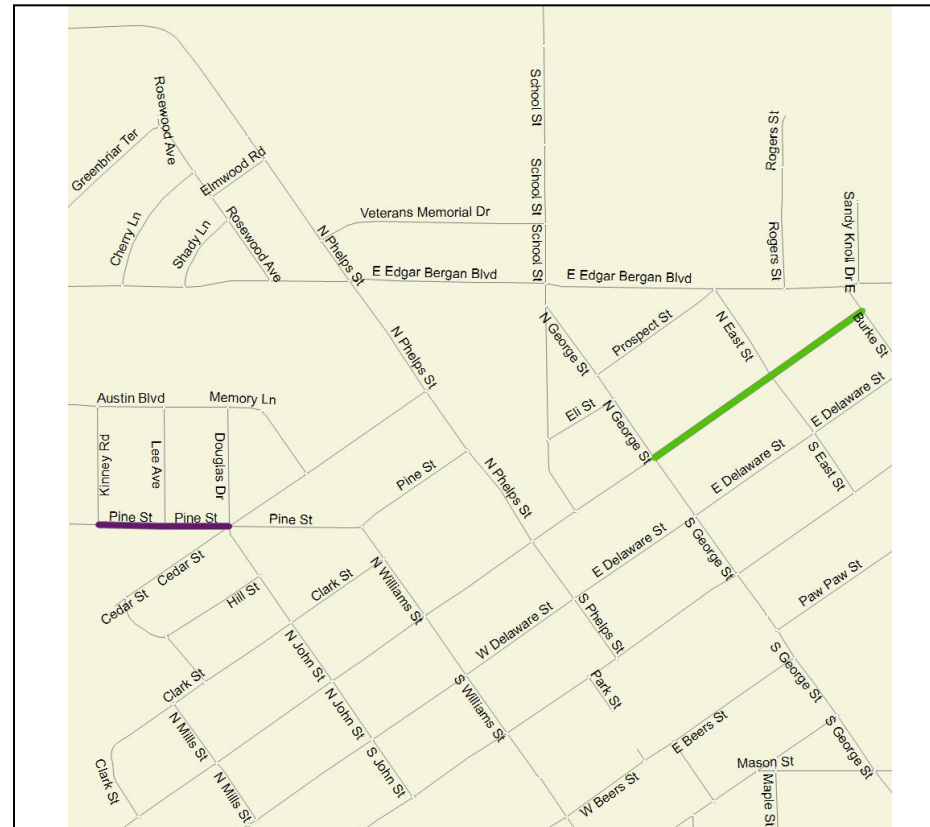 School St
Rosewood Ave
Rogers St
Greenbriar Ter
Elmwood Rd
School St
Sandy Knoll Dr E
Veterans Memorial Dr
Cherry Ln
Shady Ln
Rosewood Ave
N Phelps St
School St
Rogers St
E Edgar Bergan Blvd
E Edgar Bergan Blvd
N George St
Prospect St
N East St
Burke St
N Phelps St
Austin Blvd
Memory Ln
Eli St
N George St
E Delaware St
Kinney Rd
Lee Ave
Douglas Dr
Pine St
N Phelps St
E Delaware St
S East St
Pine St
Pine St
Pine St
S George St
Cedar St
Cedar St
Hill St
Clark St
N Williams St
E Delaware St
Paw Paw St
S Phelps St
W Delaware St
N John St
S George St
Clark St
Park St
N John St
S Williams St
N Mills St
S John St
E Beers St
S George St
Clark St
N Mills St
W Beers St
Mason St
Maple St